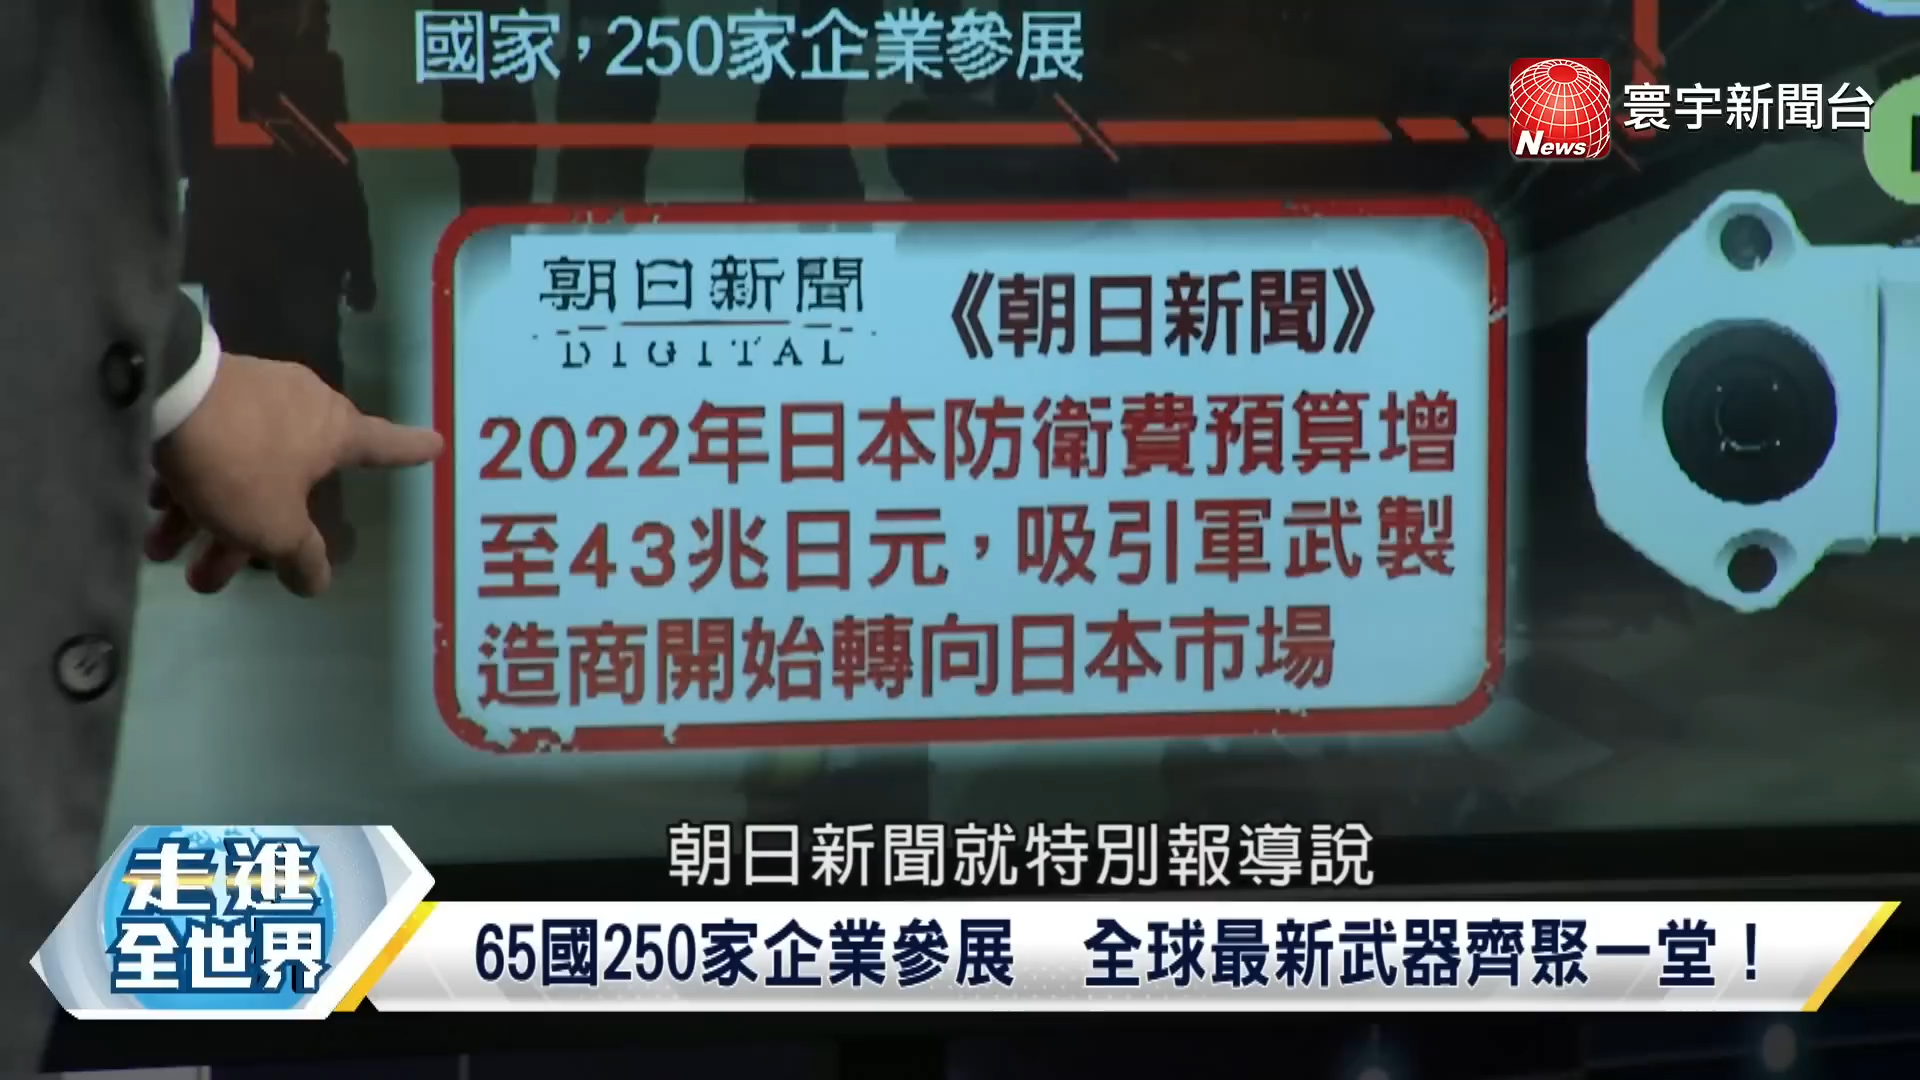 國家，250家企業參展
News
寰宇新聞台
朝日新聞
DIGITAL
《朝日新聞》
2022年日本防衛費預算增
至43兆日元，吸引軍武製
造商開始轉向日本市場
朝日新聞就特別報導說
走進
全世界
65國250家企業參展 全球最新武器齊聚一堂！